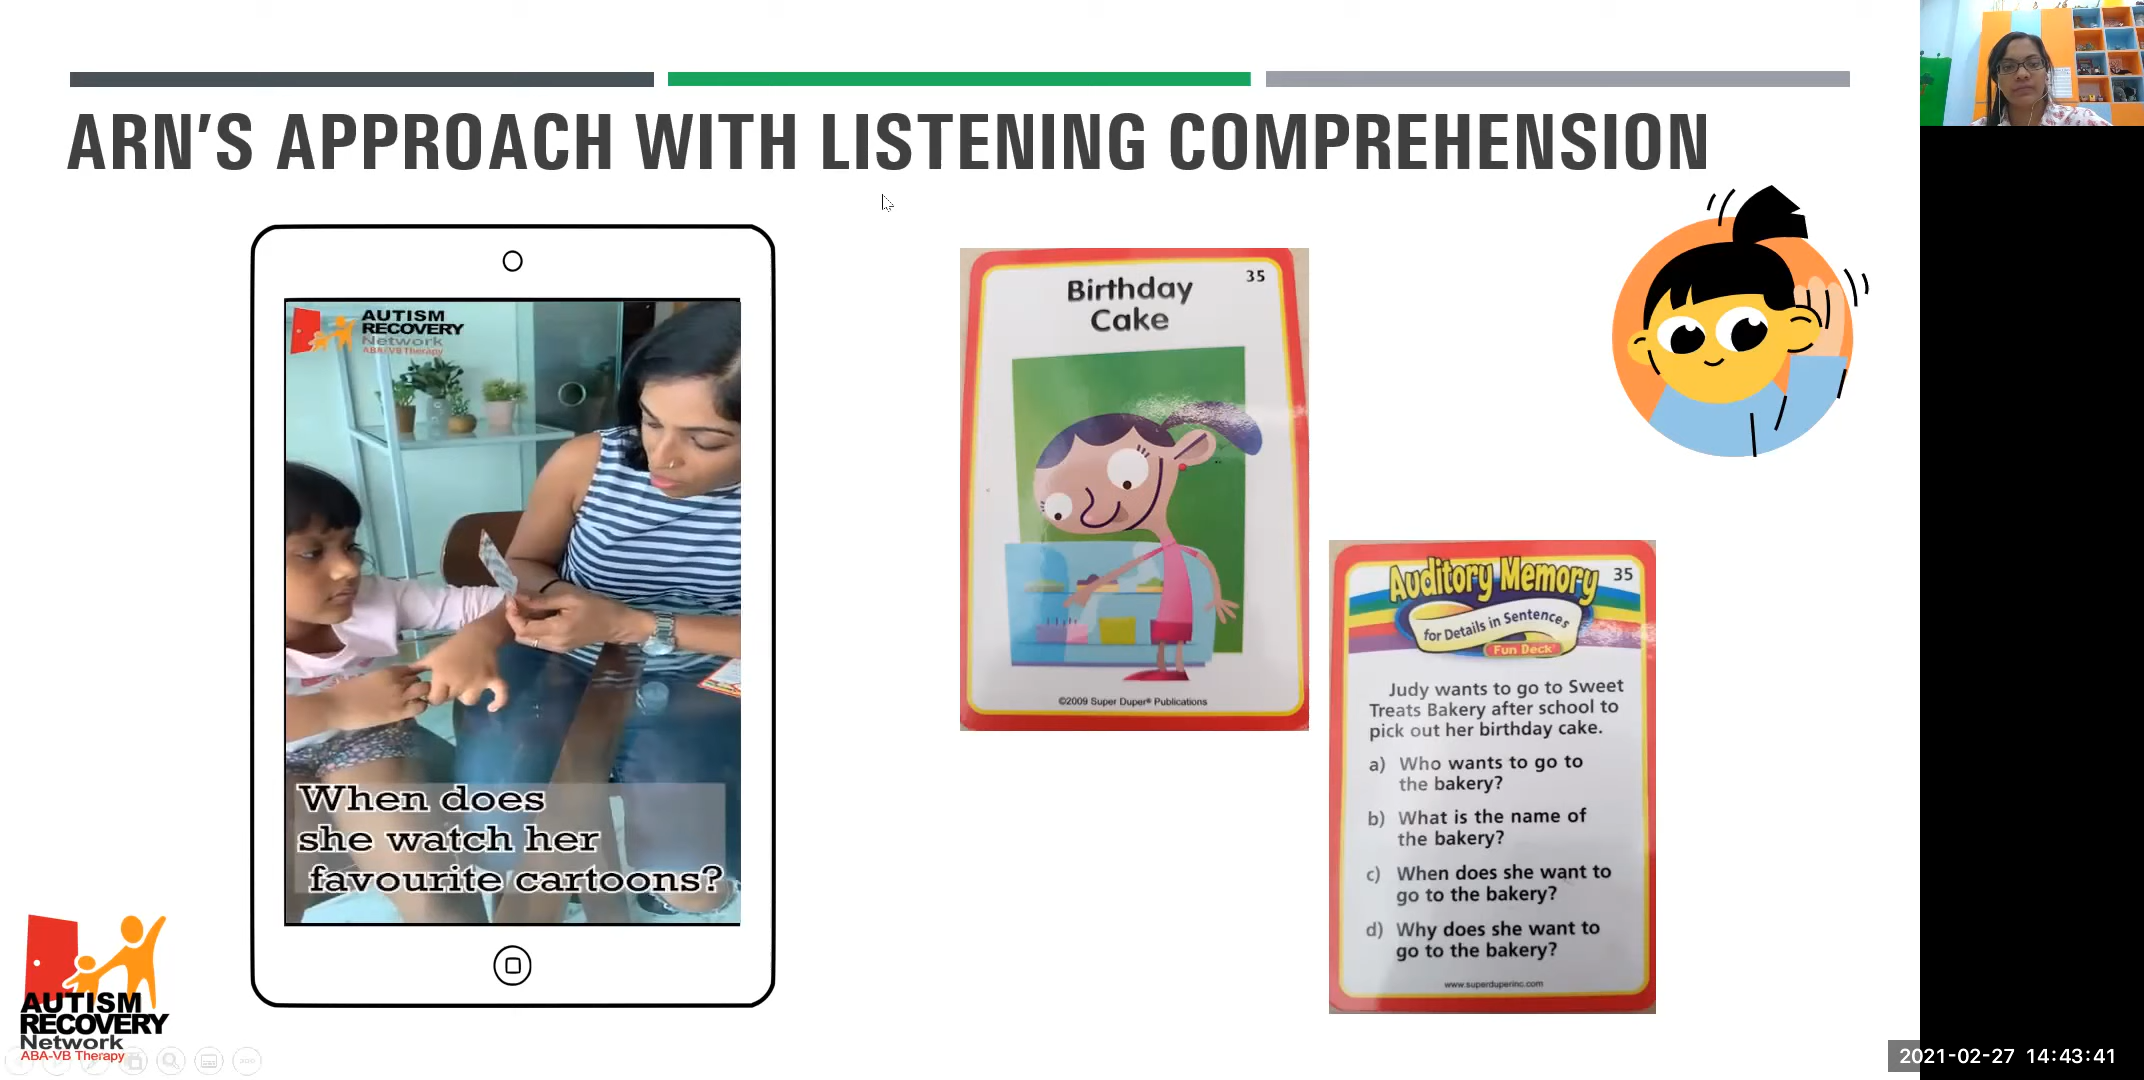 ARN'S APPROACH WITH LISTENING COMPREHENSION
AUTISM
RECOVERY
Network
ABA-VB Therapy
When does
she watch her
favourite cartoons?
Birthday
Cake
35
©2009 Super Duper® Publications
Auditory Memory
35
for Details in Sentences
Fun Deck®
Judy wants to go to Sweet
Treats Bakery after school to
pick out her birthday cake.
a) Who wants to go to
the bakery?
b) What is the name of
the bakery?
c) When does she want to
go to the bakery?
d) Why does she want to
go to the bakery?
www.superduperinc.com
AUTISM
RECOVERY
Network
ABA-VB Therapy
2021-02-27 14:43:41